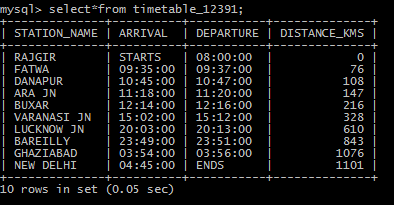 mysql> select*from timetable_12391;
+--------------+----------+-----------+--------------+
| STATION_NAME | ARRIVAL | DEPARTURE | DISTANCE_KMS |
+--------------+----------+-----------+--------------+
| RAJGIR | STARTS | 08:00:00 | 0 |
| FATWA | 09:35:00 | 09:37:00 | 76 |
| DANAPUR | 10:45:00 | 10:47:00 | 108 |
| ARA JN | 11:18:00 | 11:20:00 | 147 |
| BUXAR | 12:14:00 | 12:16:00 | 216 |
| VARANASI JN | 15:02:00 | 15:12:00 | 328 |
| LUCKNOW JN | 20:03:00 | 20:13:00 | 610 |
| BAREILLY | 23:49:00 | 23:51:00 | 843 |
| GHAZIABAD | 03:54:00 | 03:56:00 | 1076 |
| NEW DELHI | 04:45:00 | ENDS | 1101 |
+--------------+----------+-----------+--------------+
10 rows in set (0.05 sec)